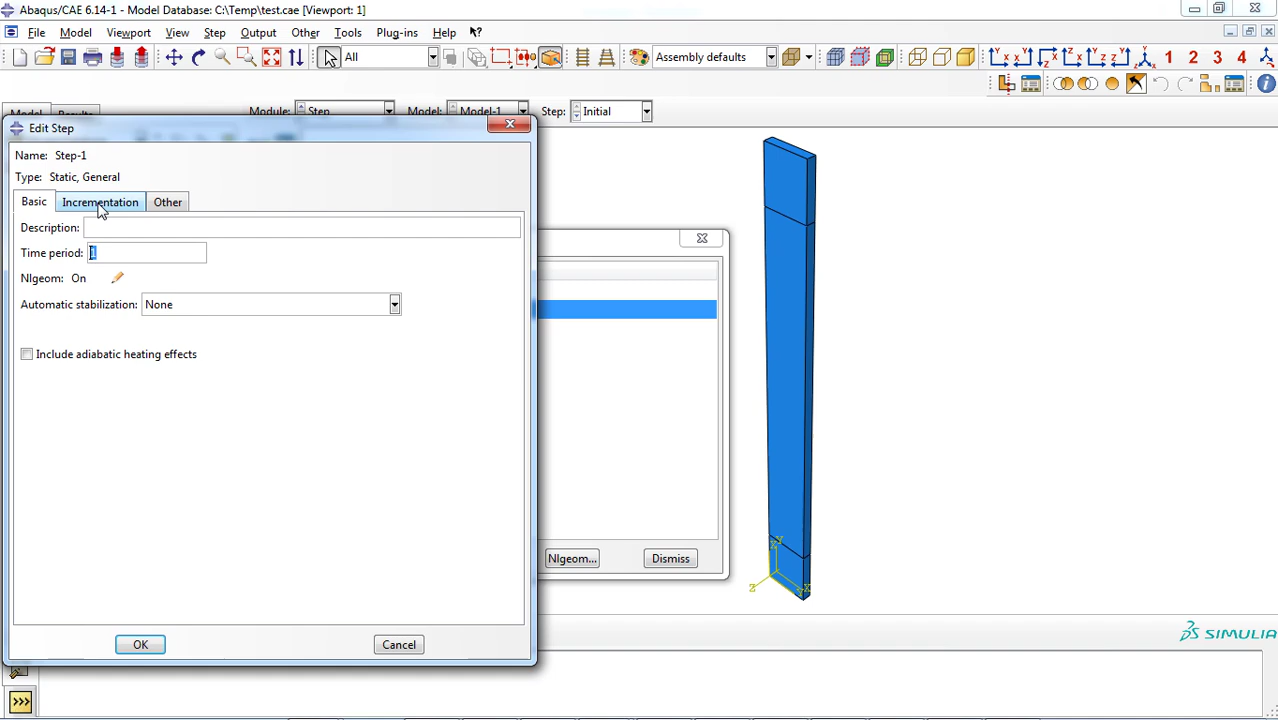 Abaqus/CAE 6.14-1 - Model Database: C:\Temp\test.cae [Viewport: 1]
File Model Viewport View Step Output Other Tools Plug-ins Help
All Assembly defaults 1 2 3 4
Model Results Module: Step Model: Model-1 Step: Initial
Edit Step
Name: Step-1
Type: Static, General
Basic Incrementation Other
Description:
Time period: 1
Nlgeom: On
Automatic stabilization: None
Include adiabatic heating effects
Nlgeom... Dismiss
OK Cancel
Y
Z X
SIMULIA
>>>